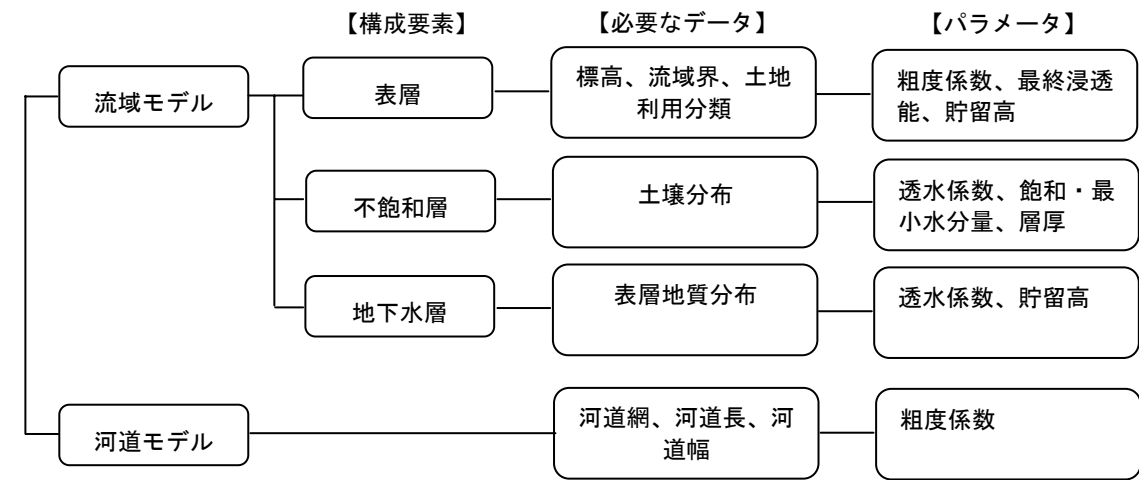 【構成要素】
【必要なデータ】
【パラメータ】
流域モデル
表層
標高、流域界、土地
利用分類
粗度係数、最終浸透
能、貯留高
不飽和層
土壌分布
透水係数、飽和・最
小水分量、層厚
地下水層
表層地質分布
透水係数、貯留高
河道モデル
河道網、河道長、河
道幅
粗度係数